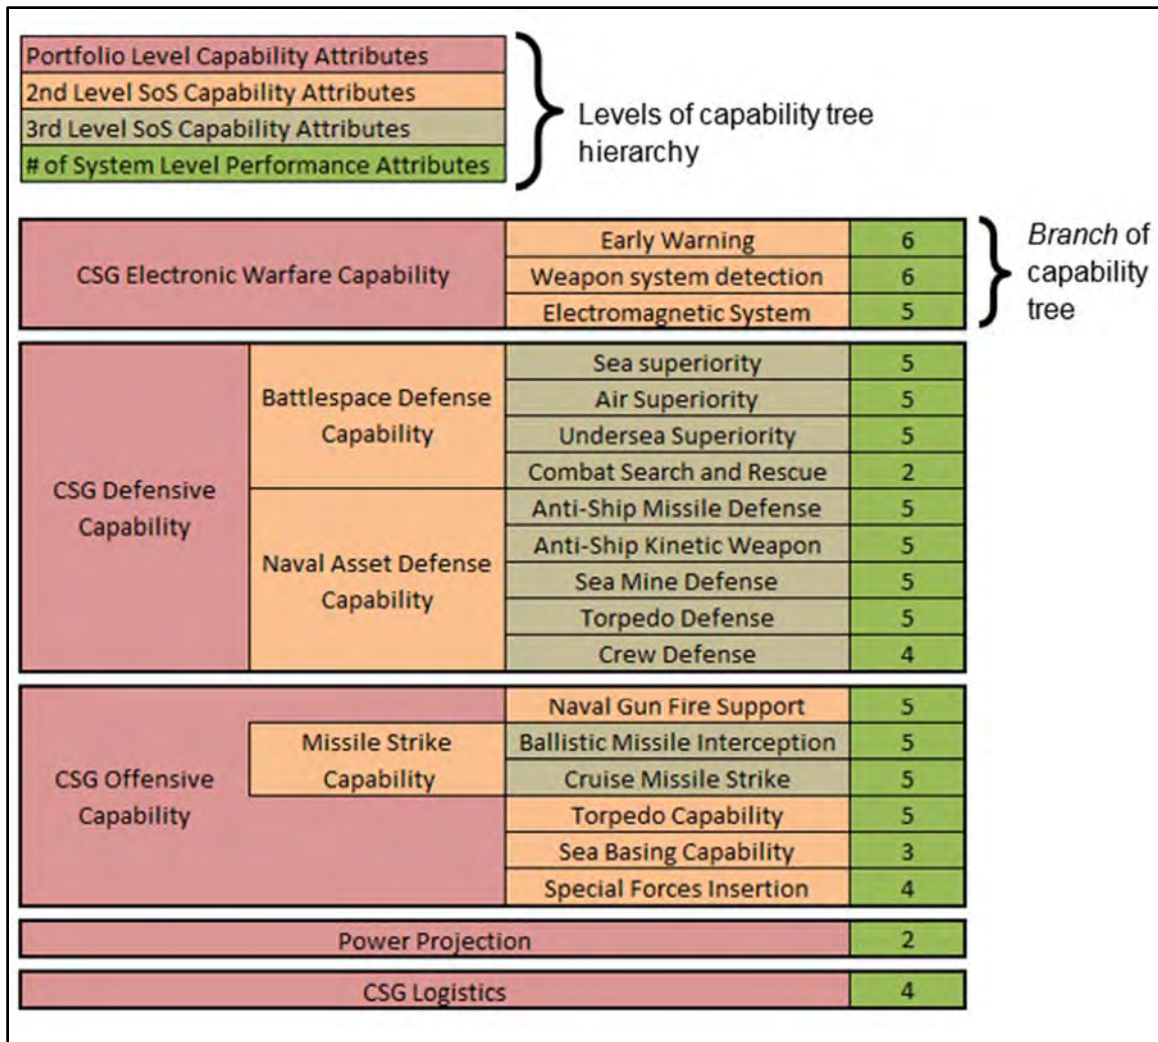 Portfolio Level Capability Attributes
2nd Level SoS Capability Attributes
3rd Level SoS Capability Attributes
# of System Level Performance Attributes
Levels of capability tree
hierarchy
CSG Electronic Warfare Capability
Early Warning 6
Weapon system detection 6
Electromagnetic System 5
Branch of
capability
tree
CSG Defensive
Capability
Battlespace Defense
Capability
Sea superiority 5
Air Superiority 5
Undersea Superiority 5
Combat Search and Rescue 2
Naval Asset Defense
Capability
Anti-Ship Missile Defense 5
Anti-Ship Kinetic Weapon 5
Sea Mine Defense 5
Torpedo Defense 5
Crew Defense 4
CSG Offensive
Capability
Naval Gun Fire Support 5
Missile Strike
Capability
Ballistic Missile Interception 5
Cruise Missile Strike 5
Torpedo Capability 5
Sea Basing Capability 3
Special Forces Insertion 4
Power Projection 2
CSG Logistics 4